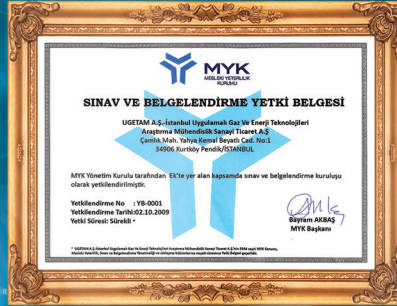 MYK
MESLEKİ YETERLİLİK
KURUMU
SINAV VE BELGELENDİRME YETKİ BELGESİ
UGETAM A.Ş.-İstanbul Uygulamalı Gaz Ve Enerji Teknolojileri
Araştırma Mühendislik Sanayi Ticaret A.Ş
Çamlık Mah. Yahya Kemal Beyatlı Cad. No:1
34906 Kurtköy Pendik/İSTANBUL
MYK Yönetim Kurulu tarafından Ek'te yer alan kapsamda sınav ve belgelendirme kuruluşu
olarak yetkilendirilmiştir.
Yetkilendirme No : YB-0001
Yetkilendirme Tarihi:02.10.2009
Yetki Süresi: Sürekli *
Bayram AKBAŞ
MYK Başkanı